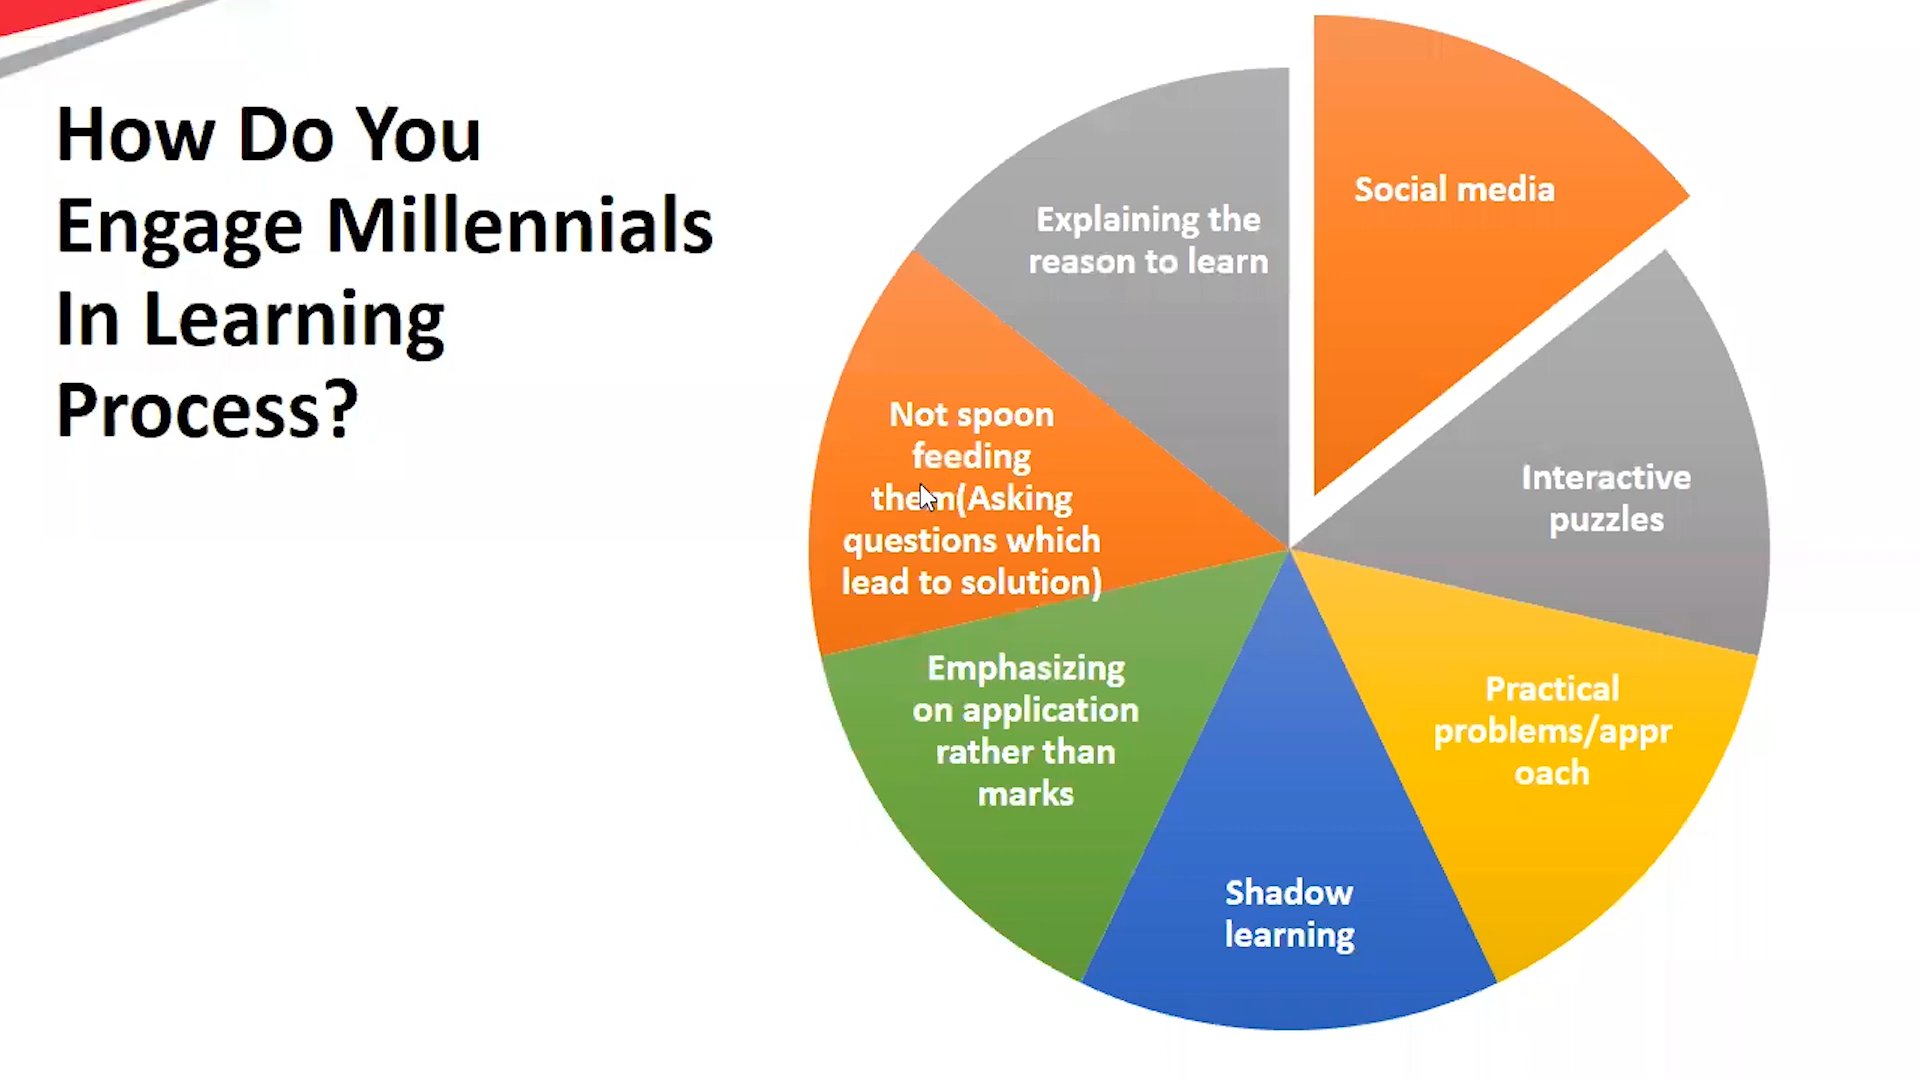 How Do You
Engage Millennials
In Learning
Process?
Social media
Interactive
puzzles
Practical
problems/appr
oach
Shadow
learning
Emphasizing
on application
rather than
marks
Not spoon
feeding
them(Asking
questions which
lead to solution)
Explaining the
reason to learn